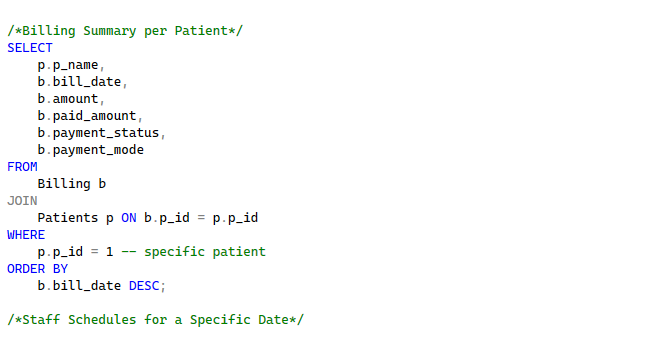 /*Billing Summary per Patient*/
SELECT
    p.p_name,
    b.bill_date,
    b.amount,
    b.paid_amount,
    b.payment_status,
    b.payment_mode
FROM
    Billing b
JOIN
    Patients p ON b.p_id = p.p_id
WHERE
    p.p_id = 1 -- specific patient
ORDER BY
    b.bill_date DESC;
/*Staff Schedules for a Specific Date*/